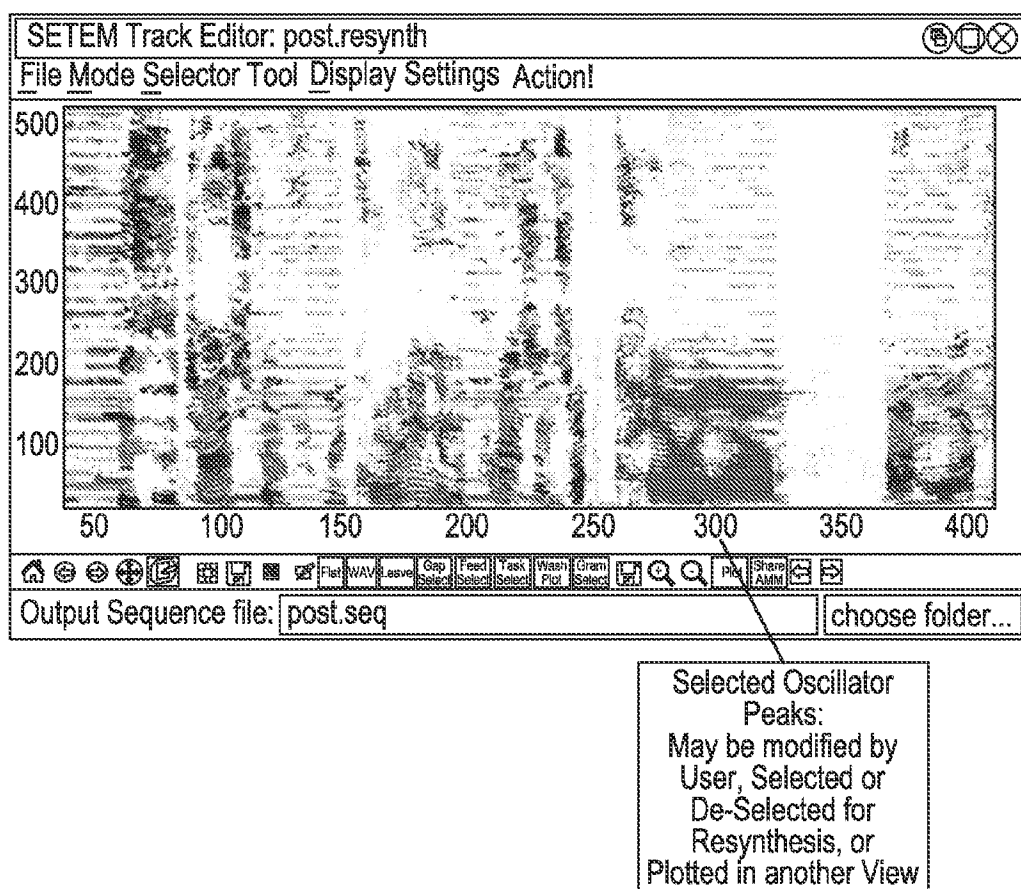 SETEM Track Editor: post.resynth
File Mode Selector Tool Display Settings Action!
500
400
300
200
100
50 100 150 200 250 300 350 400
Flat WAV Leave Gap Select Feed Select Task Select Wash Plot Gram Select Share AMM
Output Sequence file: post.seq choose folder...
Selected Oscillator
Peaks:
May be modified by
User, Selected or
De-Selected for
Resynthesis, or
Plotted in another View